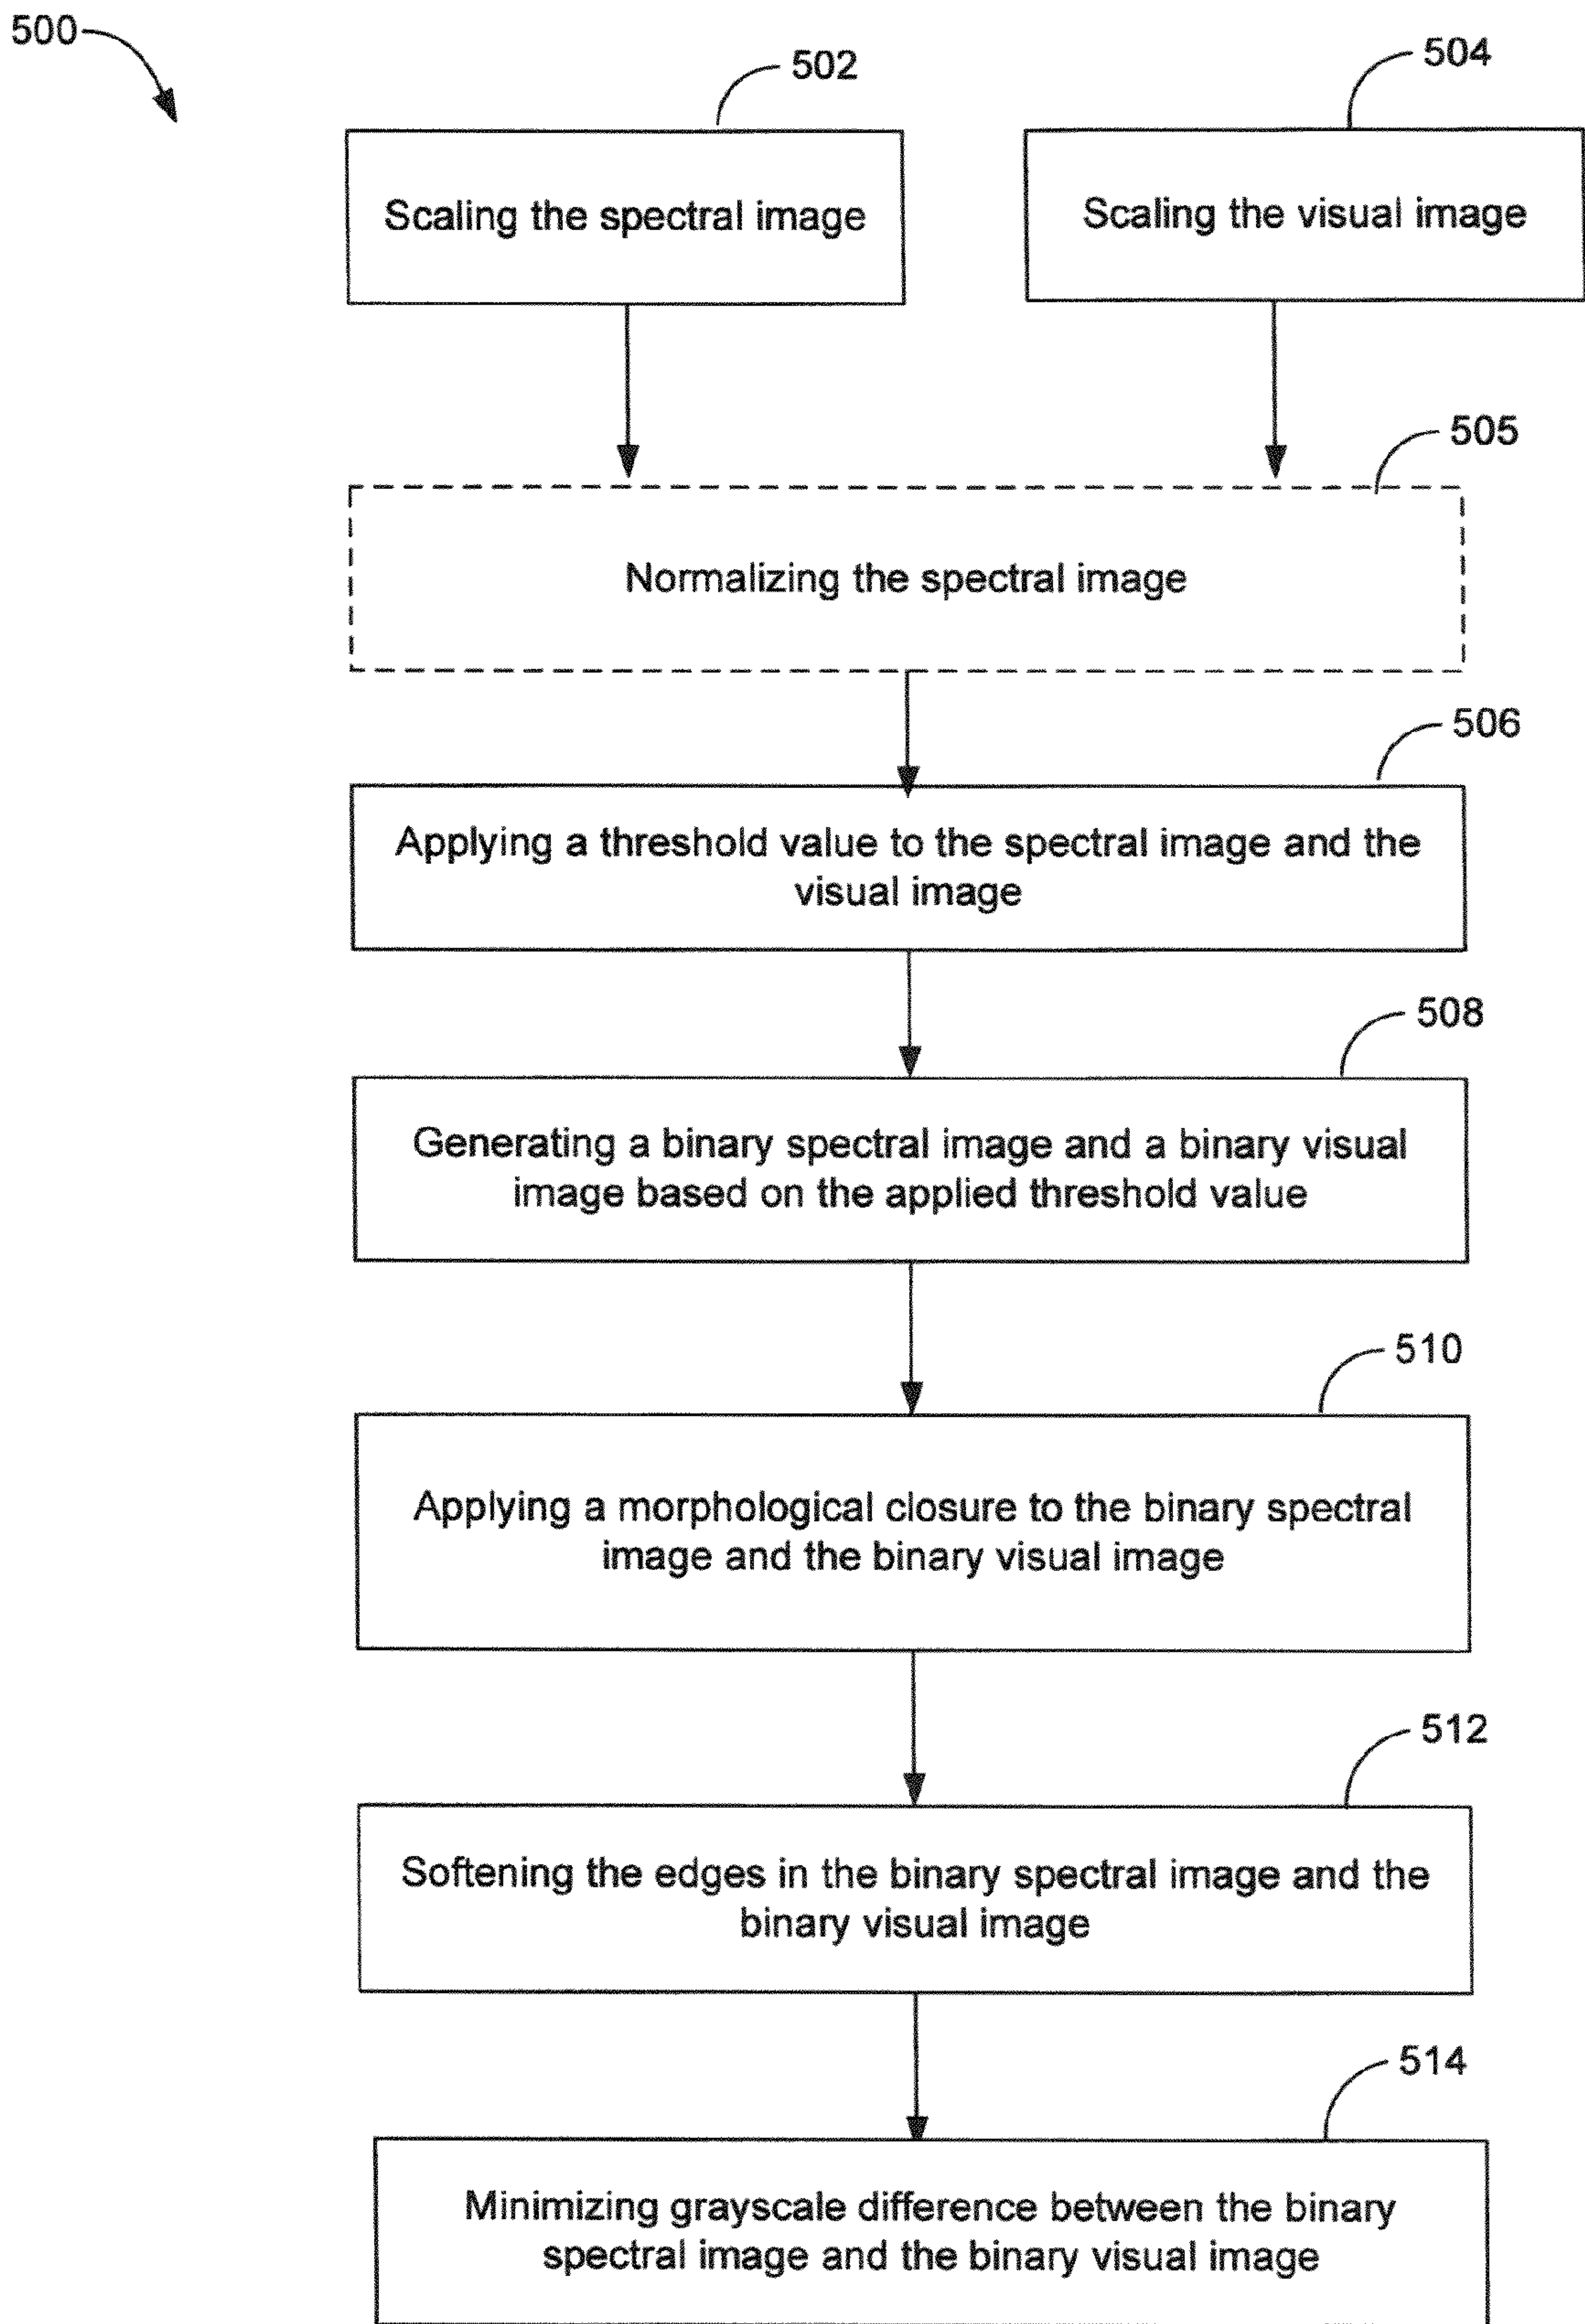 500
502
504
Scaling the spectral image
Scaling the visual image
505
Normalizing the spectral image
506
Applying a threshold value to the spectral image and the
visual image
508
Generating a binary spectral image and a binary visual
image based on the applied threshold value
510
Applying a morphological closure to the binary spectral
image and the binary visual image
512
Softening the edges in the binary spectral image and the
binary visual image
514
Minimizing grayscale difference between the binary
spectral image and the binary visual image